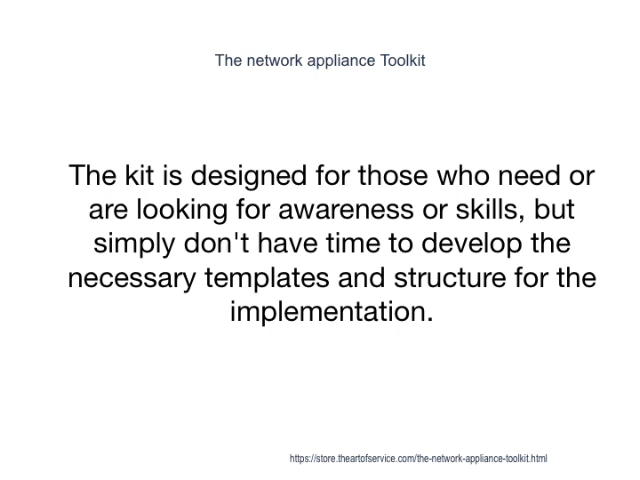 The network appliance Toolkit
The kit is designed for those who need or
are looking for awareness or skills, but
simply don't have time to develop the
necessary templates and structure for the
implementation.
https://store.theartofservice.com/the-network-appliance-toolkit.html